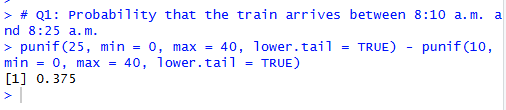 > # Q1: Probability that the train arrives between 8:10 a.m. a
nd 8:25 a.m.
> punif(25, min = 0, max = 40, lower.tail = TRUE) - punif(10,
min = 0, max = 40, lower.tail = TRUE)
[1] 0.375
>